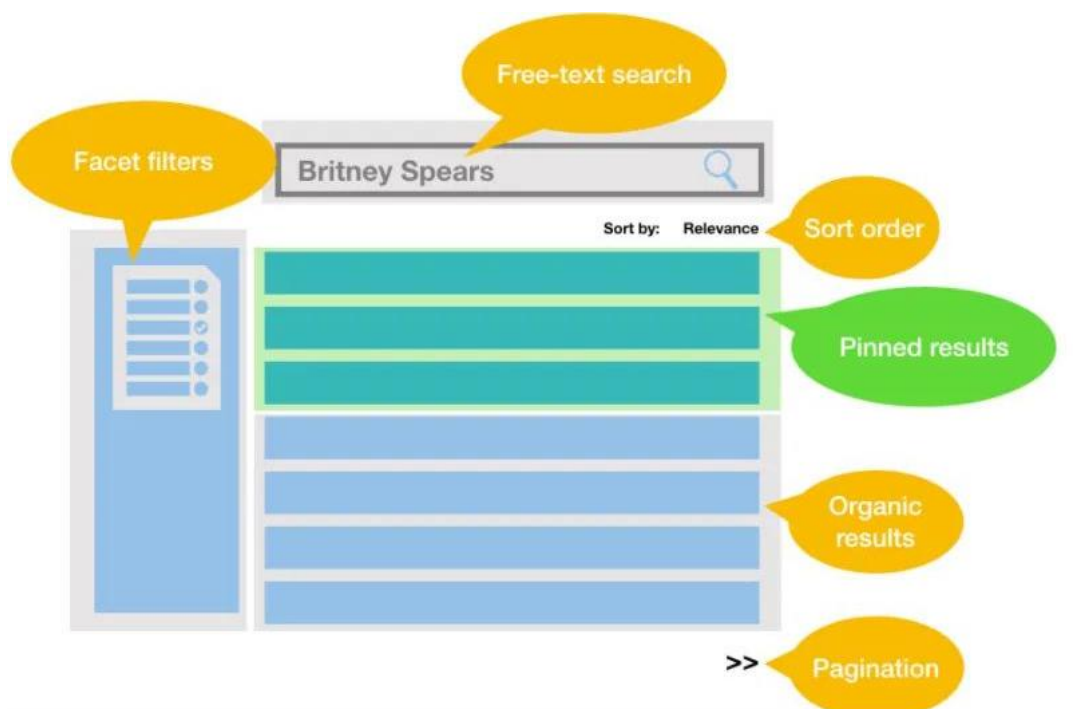 Free-text search
Facet filters
Britney Spears
Sort by: Relevance
Sort order
Pinned results
Organic
results
>>
Pagination